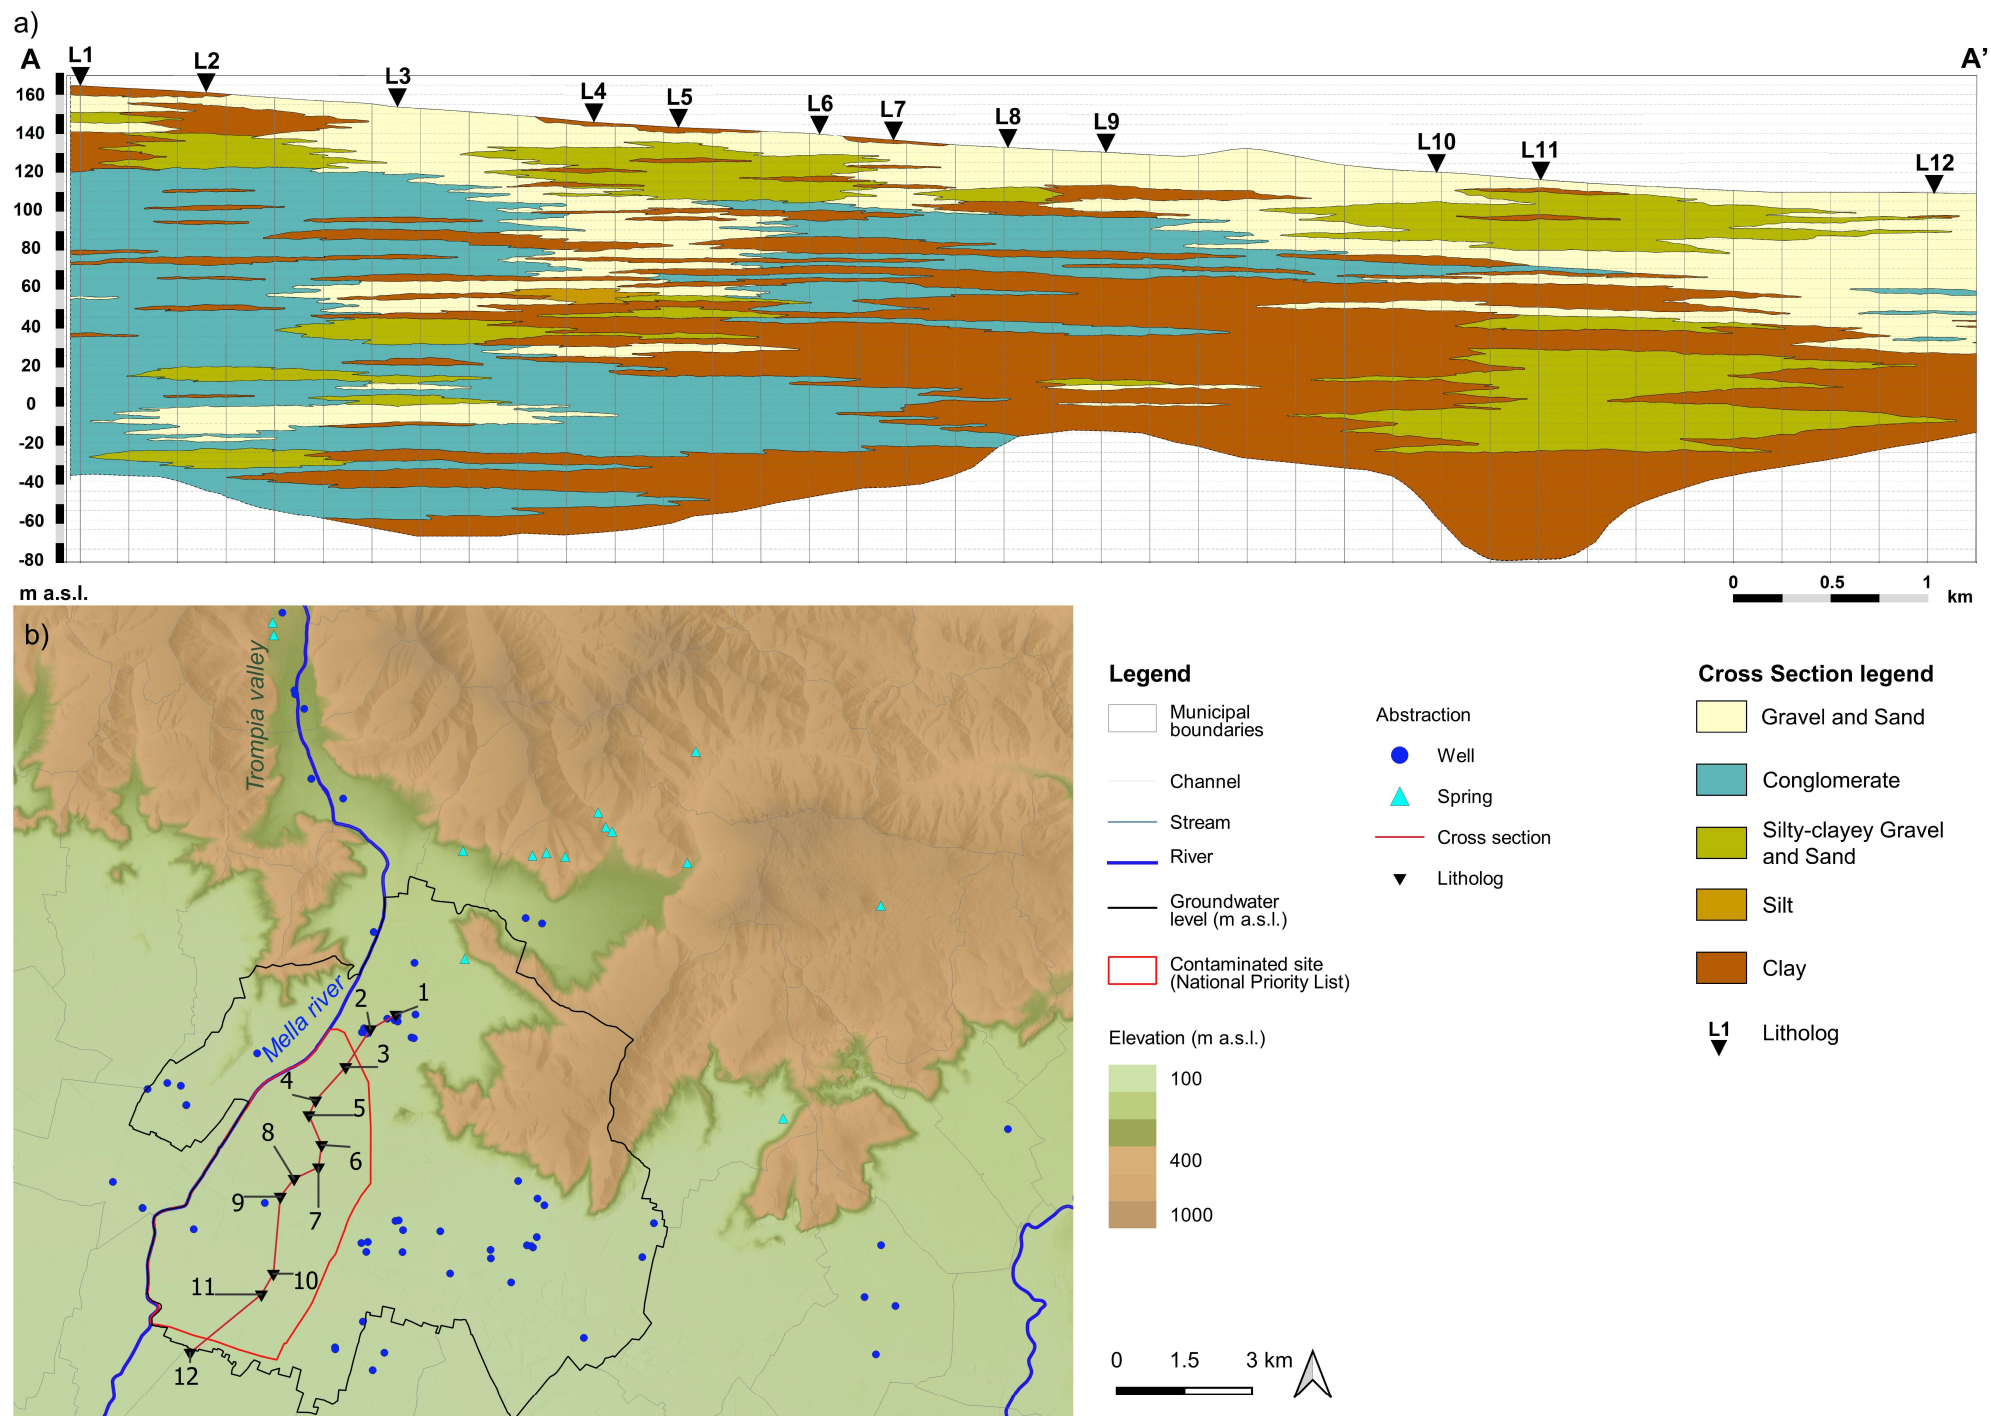 a)
A
A’
L1
L2
L3
L4
L5
L6
L7
L8
L9
L10
L11
L12
160
140
120
100
80
60
40
20
0
-20
-40
-60
-80
m a.s.l.
0 0.5 1 km
b)
Trompia valley
Mella river
1
2
3
4
5
6
7
8
9
10
11
12
Legend
Municipal
boundaries
Channel
Stream
River
Groundwater
level (m a.s.l.)
Contaminated site
(National Priority List)
Elevation (m a.s.l.)
100
400
1000
Abstraction
Well
Spring
Cross section
Litholog
0 1.5 3 km
Cross Section legend
Gravel and Sand
Conglomerate
Silty-clayey Gravel
and Sand
Silt
Clay
L1
Litholog